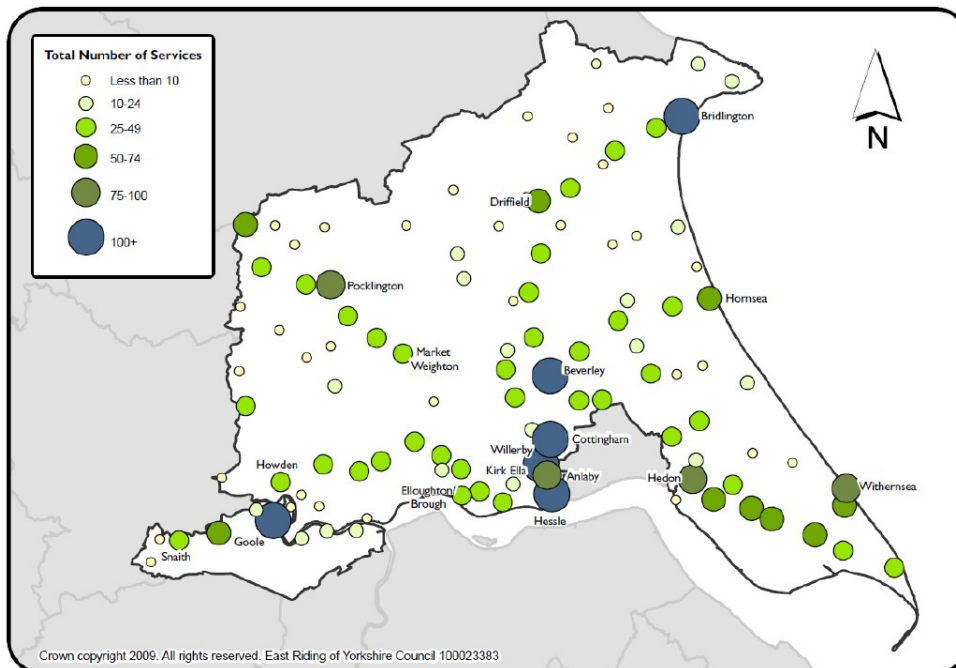 Total Number of Services
Less than 10
10-24
25-49
50-74
75-100
100+
N
Bridlington
Driffield
Pocklington
Hornsea
Market
Weighton
Beverley
Cottingham
Willerby
Kirk Ella
Anlaby
Howden
Elloughton/
Brough
Hedon
Withernsea
Hessle
Goole
Snaith
Crown copyright 2009. All rights reserved. East Riding of Yorkshire Council 100023383